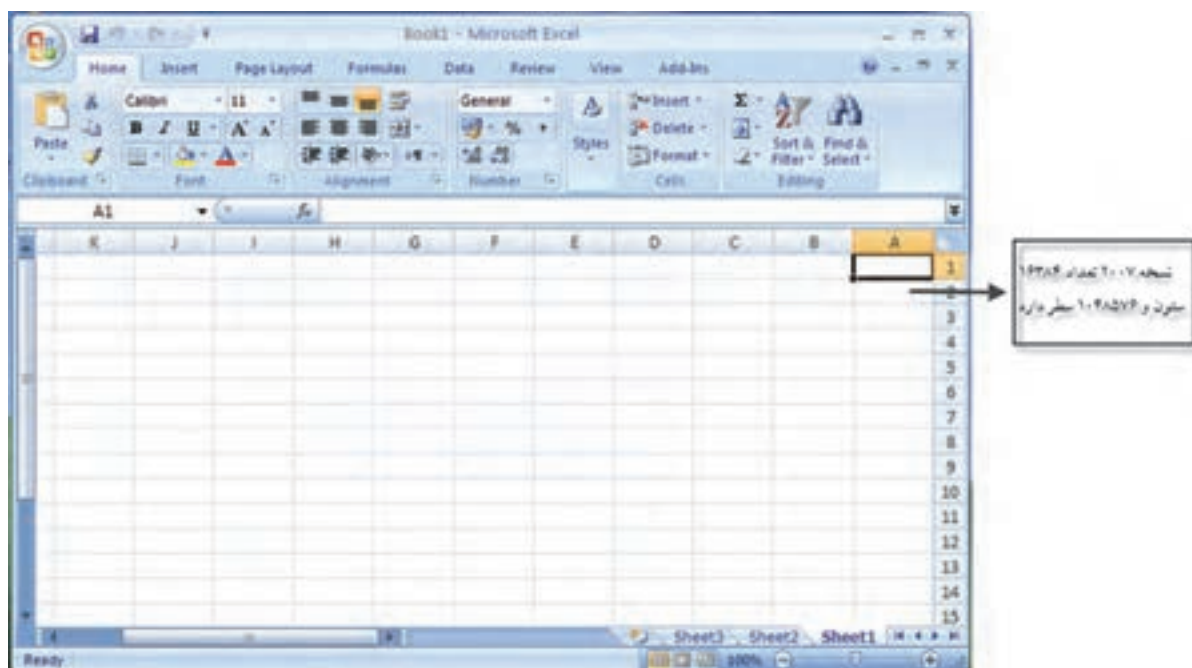 Book1 - Microsoft Excel
Home Insert Page Layout Formulas Data Review View Add-Ins
Calibri 11 General Insert
Delete
Paste Styles Format Sort & Filter Find & Select
Clipboard Font Alignment Number Cells Editing
A1 fx
K J I H G F E D C B A
1
2
3
4
5
6
7
8
9
10
11
12
13
14
15
Sheet3 Sheet2 Sheet1
Ready 100%
نسخه ۲۰۰۷ تعداد ۱۶۳۸۴
ستون و ۱۰۴۸۵۷۶ سطر دارد